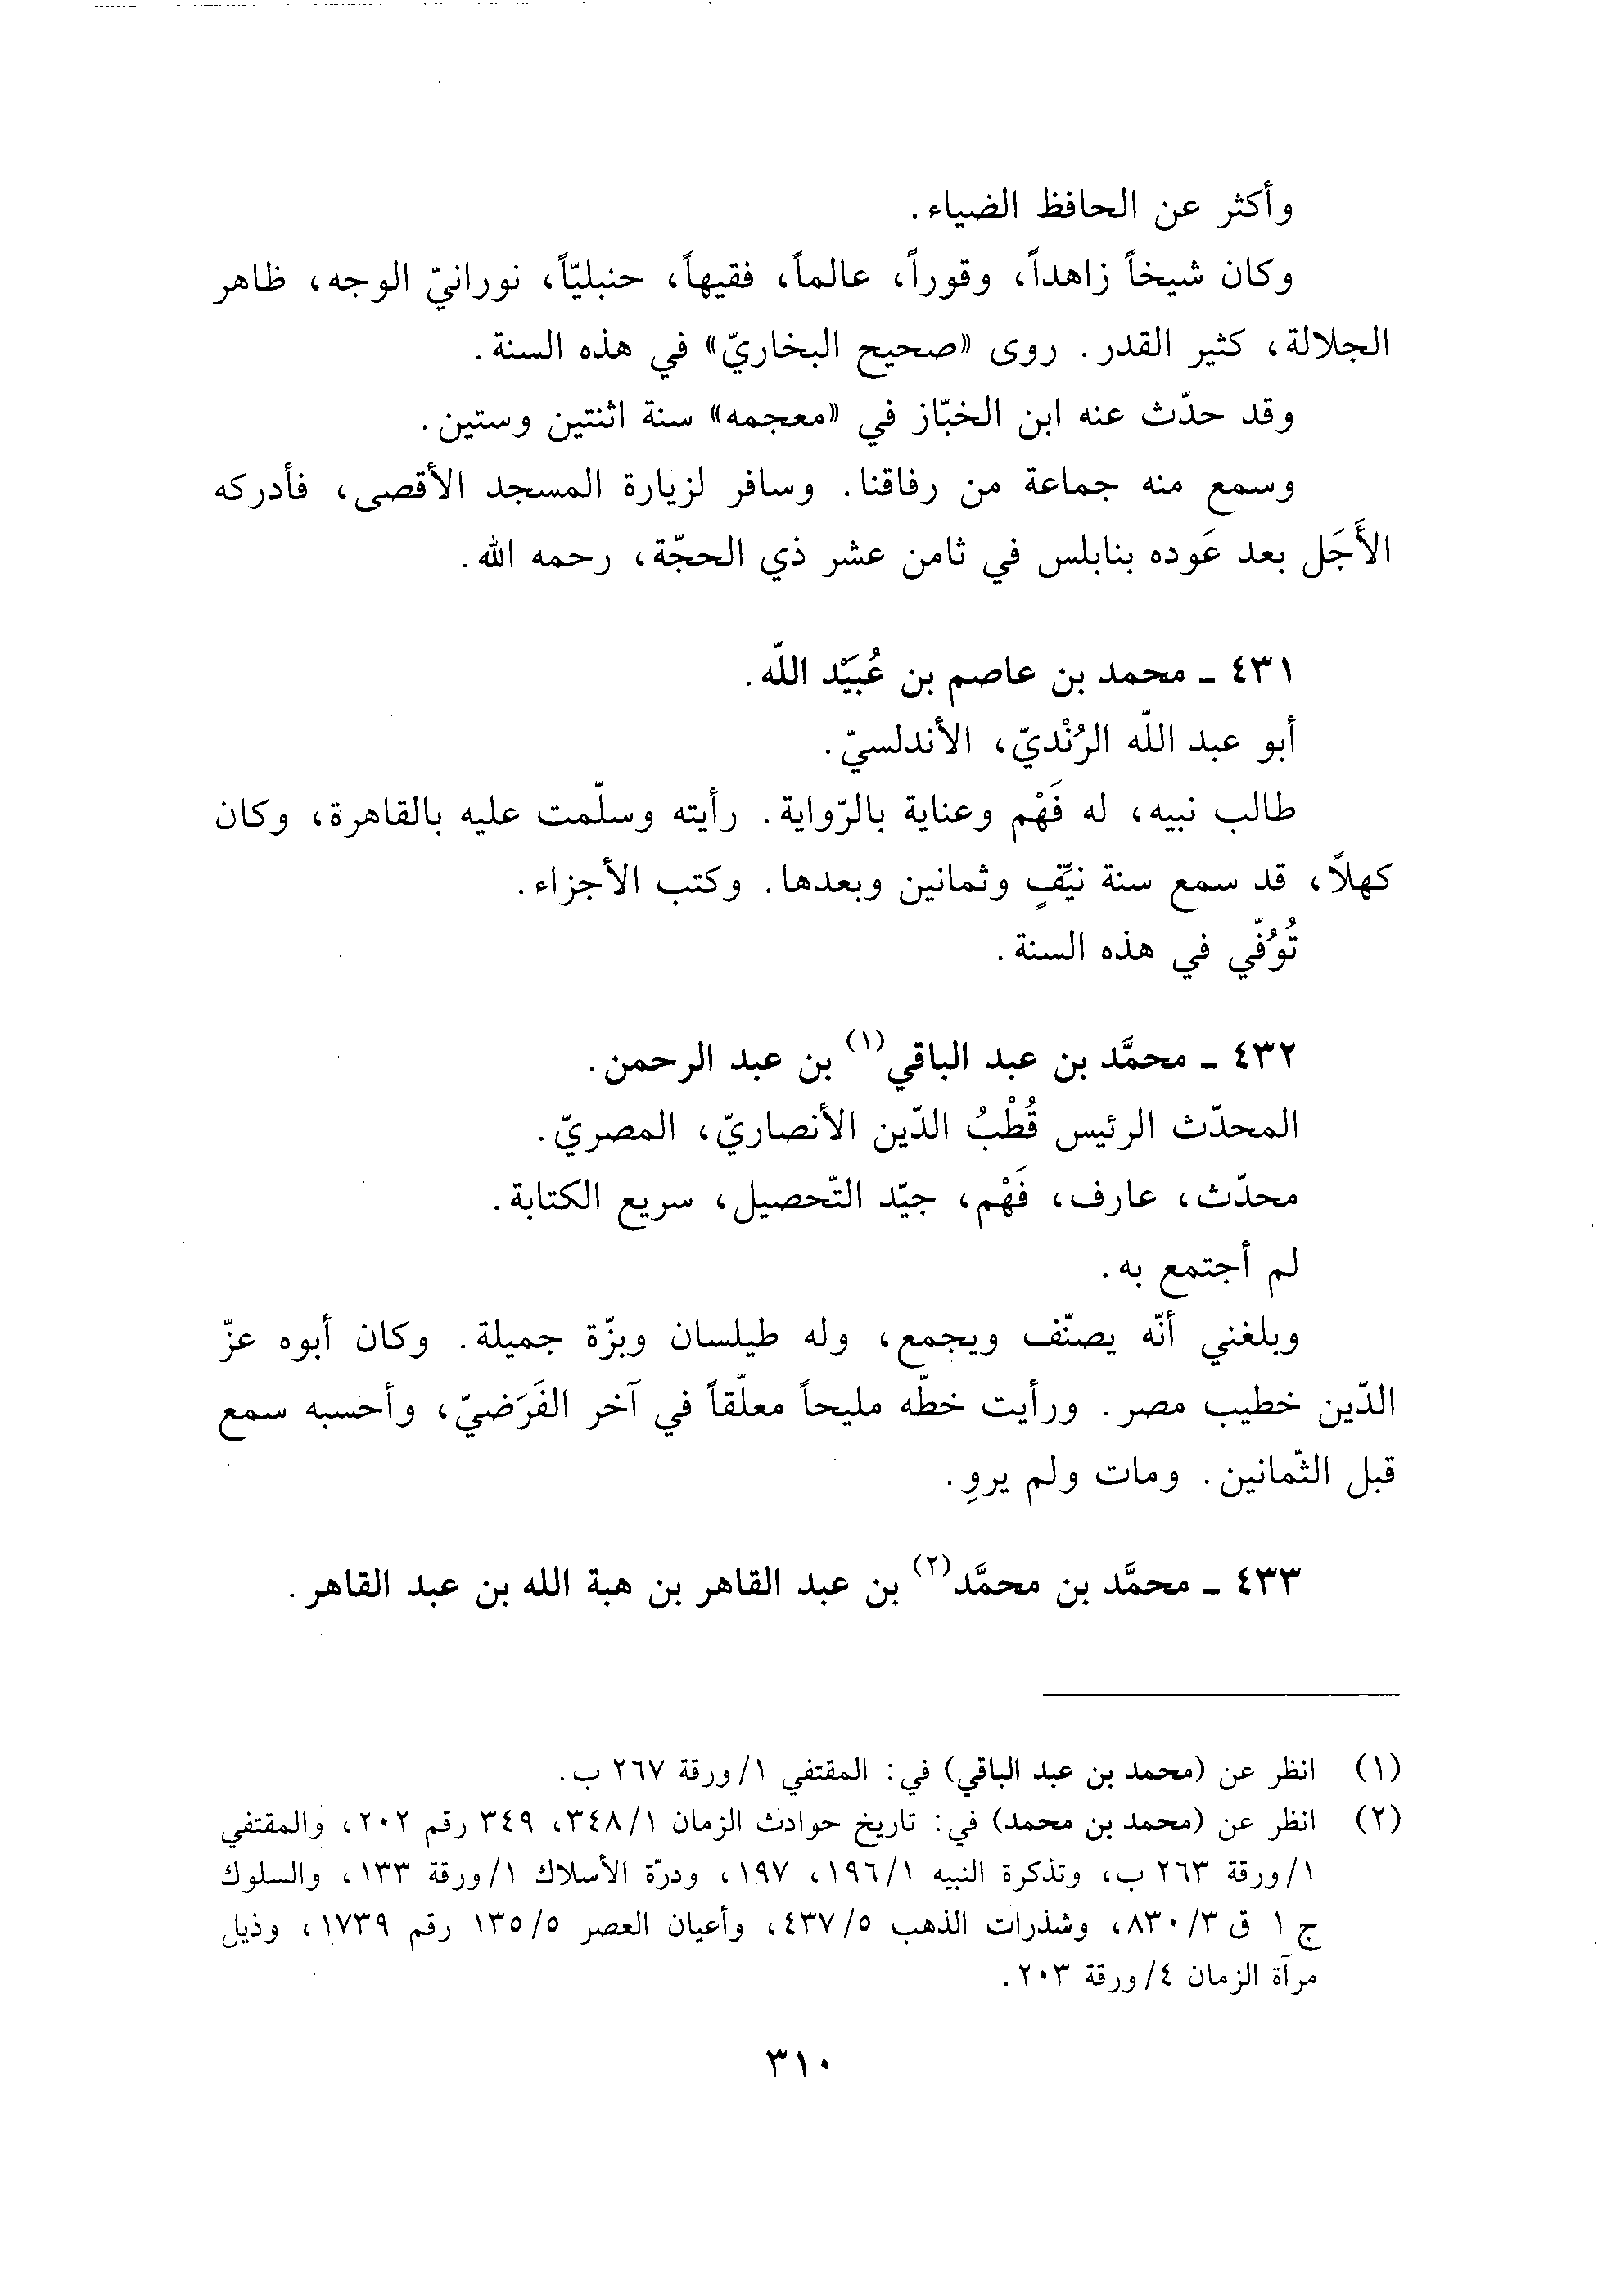 وأكثر عن الحافظ الضياء.
وكان شيخاً زاهداً، وقوراً، عالماً، فقيهاً، حنبليّاً، نورانيّ الوجه، ظاهر
الجلالة، كثير القدر. روى «صحيح البخاريّ» في هذه السنة.
وقد حدّث عنه ابن الخبّاز في «معجمه» سنة اثنتين وستين.
وسمع منه جماعة من رفاقنا. وسافر لزيارة المسجد الأقصى، فأدركه
الأَجَل بعد عَوده بنابلس في ثامن عشر ذي الحجّة، رحمه الله.
٤٣١ ـ محمد بن عاصم بن عُبَيْد اللّه.
أبو عبد اللّه الرُنْديّ، الأندلسيّ.
طالب نبيه، له فَهْم وعناية بالرّواية. رأيته وسلّمت عليه بالقاهرة، وكان
كهلاً، قد سمع سنة نيّفٍ وثمانين وبعدها. وكتب الأجزاء.
تُوُفّي في هذه السنة.
٤٣٢ ـ محمَّد بن عبد الباقي(١) بن عبد الرحمن.
المحدّث الرئيس قُطْبُ الدّين الأنصاريّ، المصريّ.
محدّث، عارف، فَهْم، جيّد التّحصيل، سريع الكتابة.
لم أجتمع به.
وبلغني أنّه يصنّف ويجمع، وله طيلسان وبزّة جميلة. وكان أبوه عزّ
الدّين خطيب مصر. ورأيت خطّه مليحاً معلّقاً في آخر الفَرَضيّ، وأحسبه سمع
قبل الثّمانين. ومات ولم يروِ.
٤٣٣ ـ محمَّد بن محمَّد(٢) بن عبد القاهر بن هبة الله بن عبد القاهر.
(١) انظر عن (محمد بن عبد الباقي) في: المقتفي ١/ورقة ٢٦٧ ب.
(٢) انظر عن (محمد بن محمد) في: تاريخ حوادث الزمان ١/٣٤٨، ٣٤٩ رقم ٢٠٢، والمقتفي
١/ورقة ٢٦٣ ب، وتذكرة النبيه ١/١٩٦، ١٩٧، ودرّة الأسلاك ١/ورقة ١٣٣، والسلوك
ج ١ ق ٣/٨٣٠، وشذرات الذهب ٥/٤٣٧، وأعيان العصر ٥/١٣٥ رقم ١٧٣٩، وذيل
مرآة الزمان ٤/ورقة ٢٠٣.
٣١٠